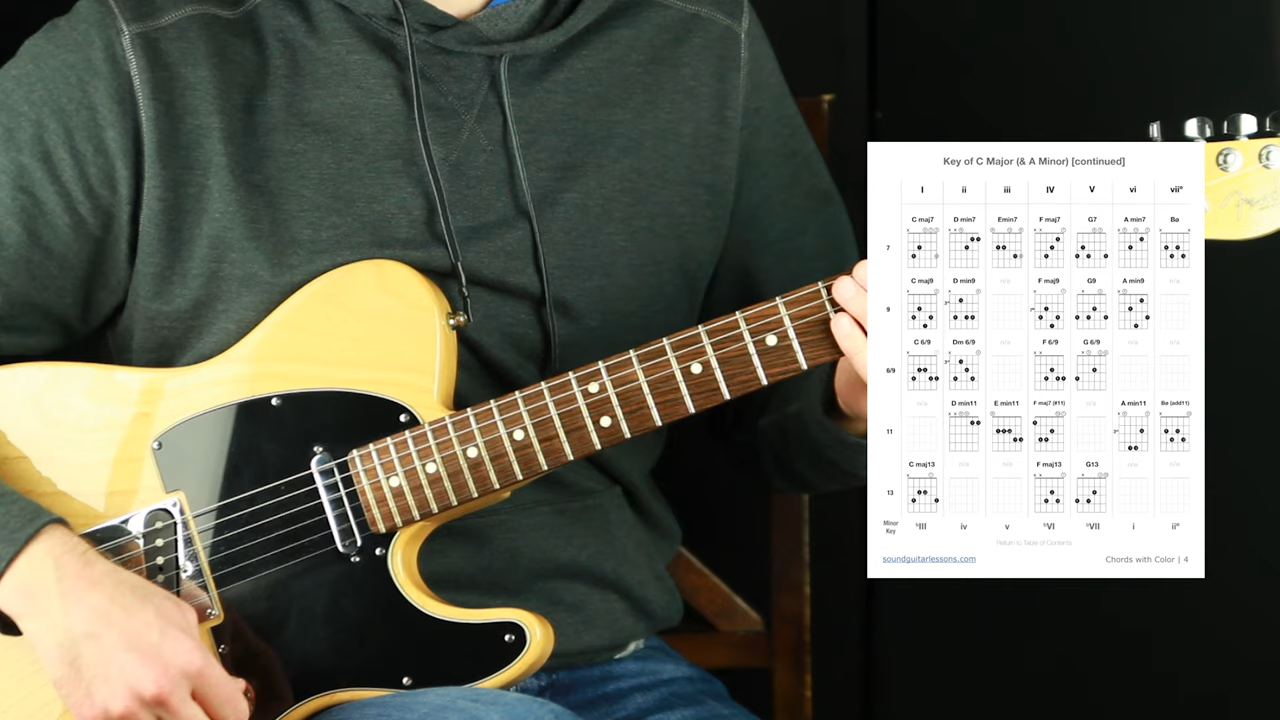 Key of C Major (& A Minor) [continued]
I ii iii IV V vi vii°
C maj7 D min7 Emin7 F maj7 G7 A min7 Bø
7
C maj9 D min9 n/a F maj9 G9 A min9 n/a
9
C 6/9 Dm 6/9 n/a F 6/9 G 6/9 n/a n/a
6/9
n/a D min11 E min11 F maj7 (#11) n/a A min11 Bø (add11)
11
C maj13 n/a n/a F maj13 G13 n/a n/a
13
Minor Key ♭III iv v ♭VI ♭VII i ii°
Return to Table of Contents
soundguitarlessons.com Chords with Color | 4